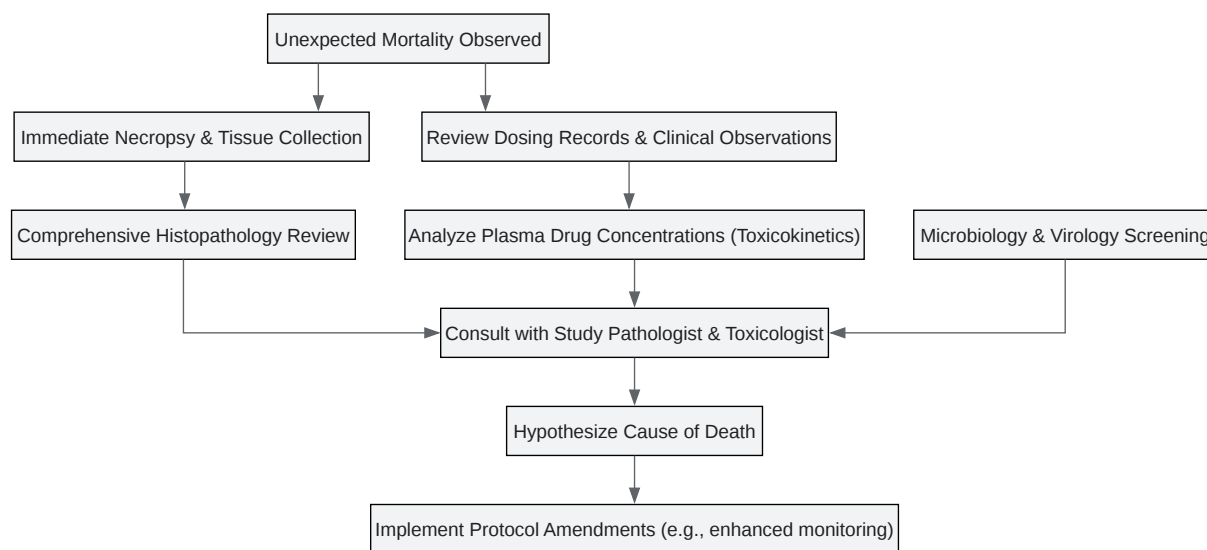 Unexpected Mortality Observed
Immediate Necropsy & Tissue Collection
Review Dosing Records & Clinical Observations
Comprehensive Histopathology Review
Analyze Plasma Drug Concentrations (Toxicokinetics)
Microbiology & Virology Screening
Consult with Study Pathologist & Toxicologist
Hypothesize Cause of Death
Implement Protocol Amendments (e.g., enhanced monitoring)